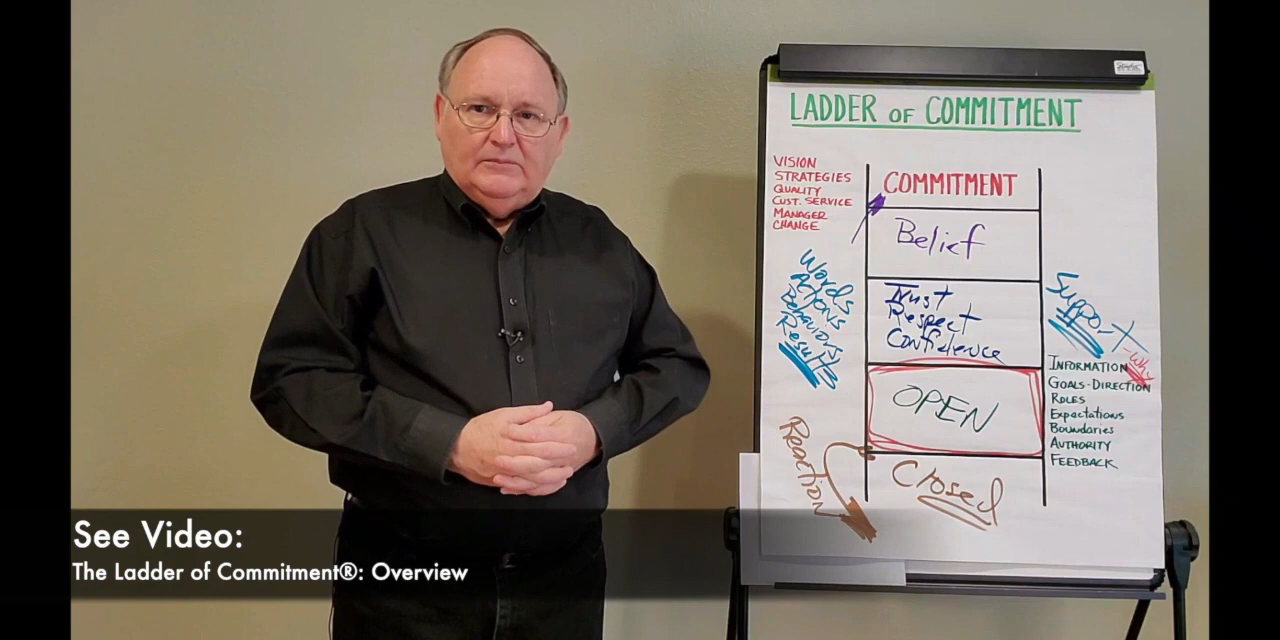 LADDER OF COMMITMENT
VISION
STRATEGIES
QUALITY
CUST. SERVICE
MANAGER
CHANGE
COMMITMENT
Belief
Trust
Respect
Confidence
OPEN
Closed
Words
Actions
Behaviors
Results
Reaction
Support
-Why
INFORMATION
GOALS-DIRECTION
ROLES
Expectations
Boundaries
AUTHORITY
FEEDBACK
See Video:
The Ladder of Commitment®: Overview